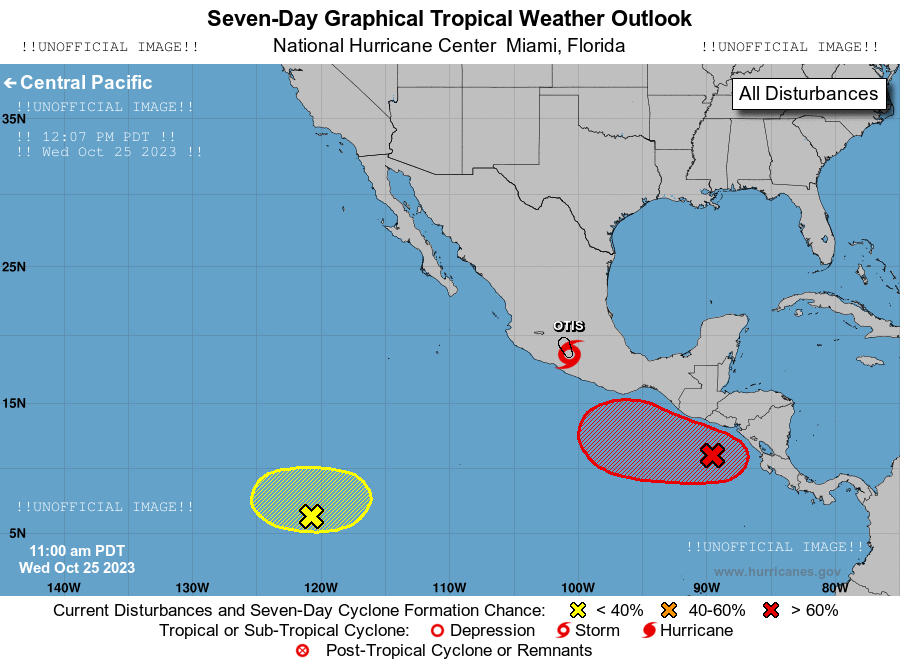 Seven-Day Graphical Tropical Weather Outlook
!!UNOFFICIAL IMAGE!! National Hurricane Center Miami, Florida !!UNOFFICIAL IMAGE!!
← Central Pacific
All Disturbances
!!UNOFFICIAL IMAGE!!
35N
!! 12:07 PM PDT !!
!! Wed Oct 25 2023 !!
25N
OTIS
15N
!!UNOFFICIAL IMAGE!!
5N
!!UNOFFICIAL IMAGE!!
11:00 am PDT
Wed Oct 25 2023
www.hurricanes.gov
140W 130W 120W 110W 100W 90W 80W
Current Disturbances and Seven-Day Cyclone Formation Chance: < 40% 40-60% > 60%
Tropical or Sub-Tropical Cyclone: Depression Storm Hurricane
Post-Tropical Cyclone or Remnants